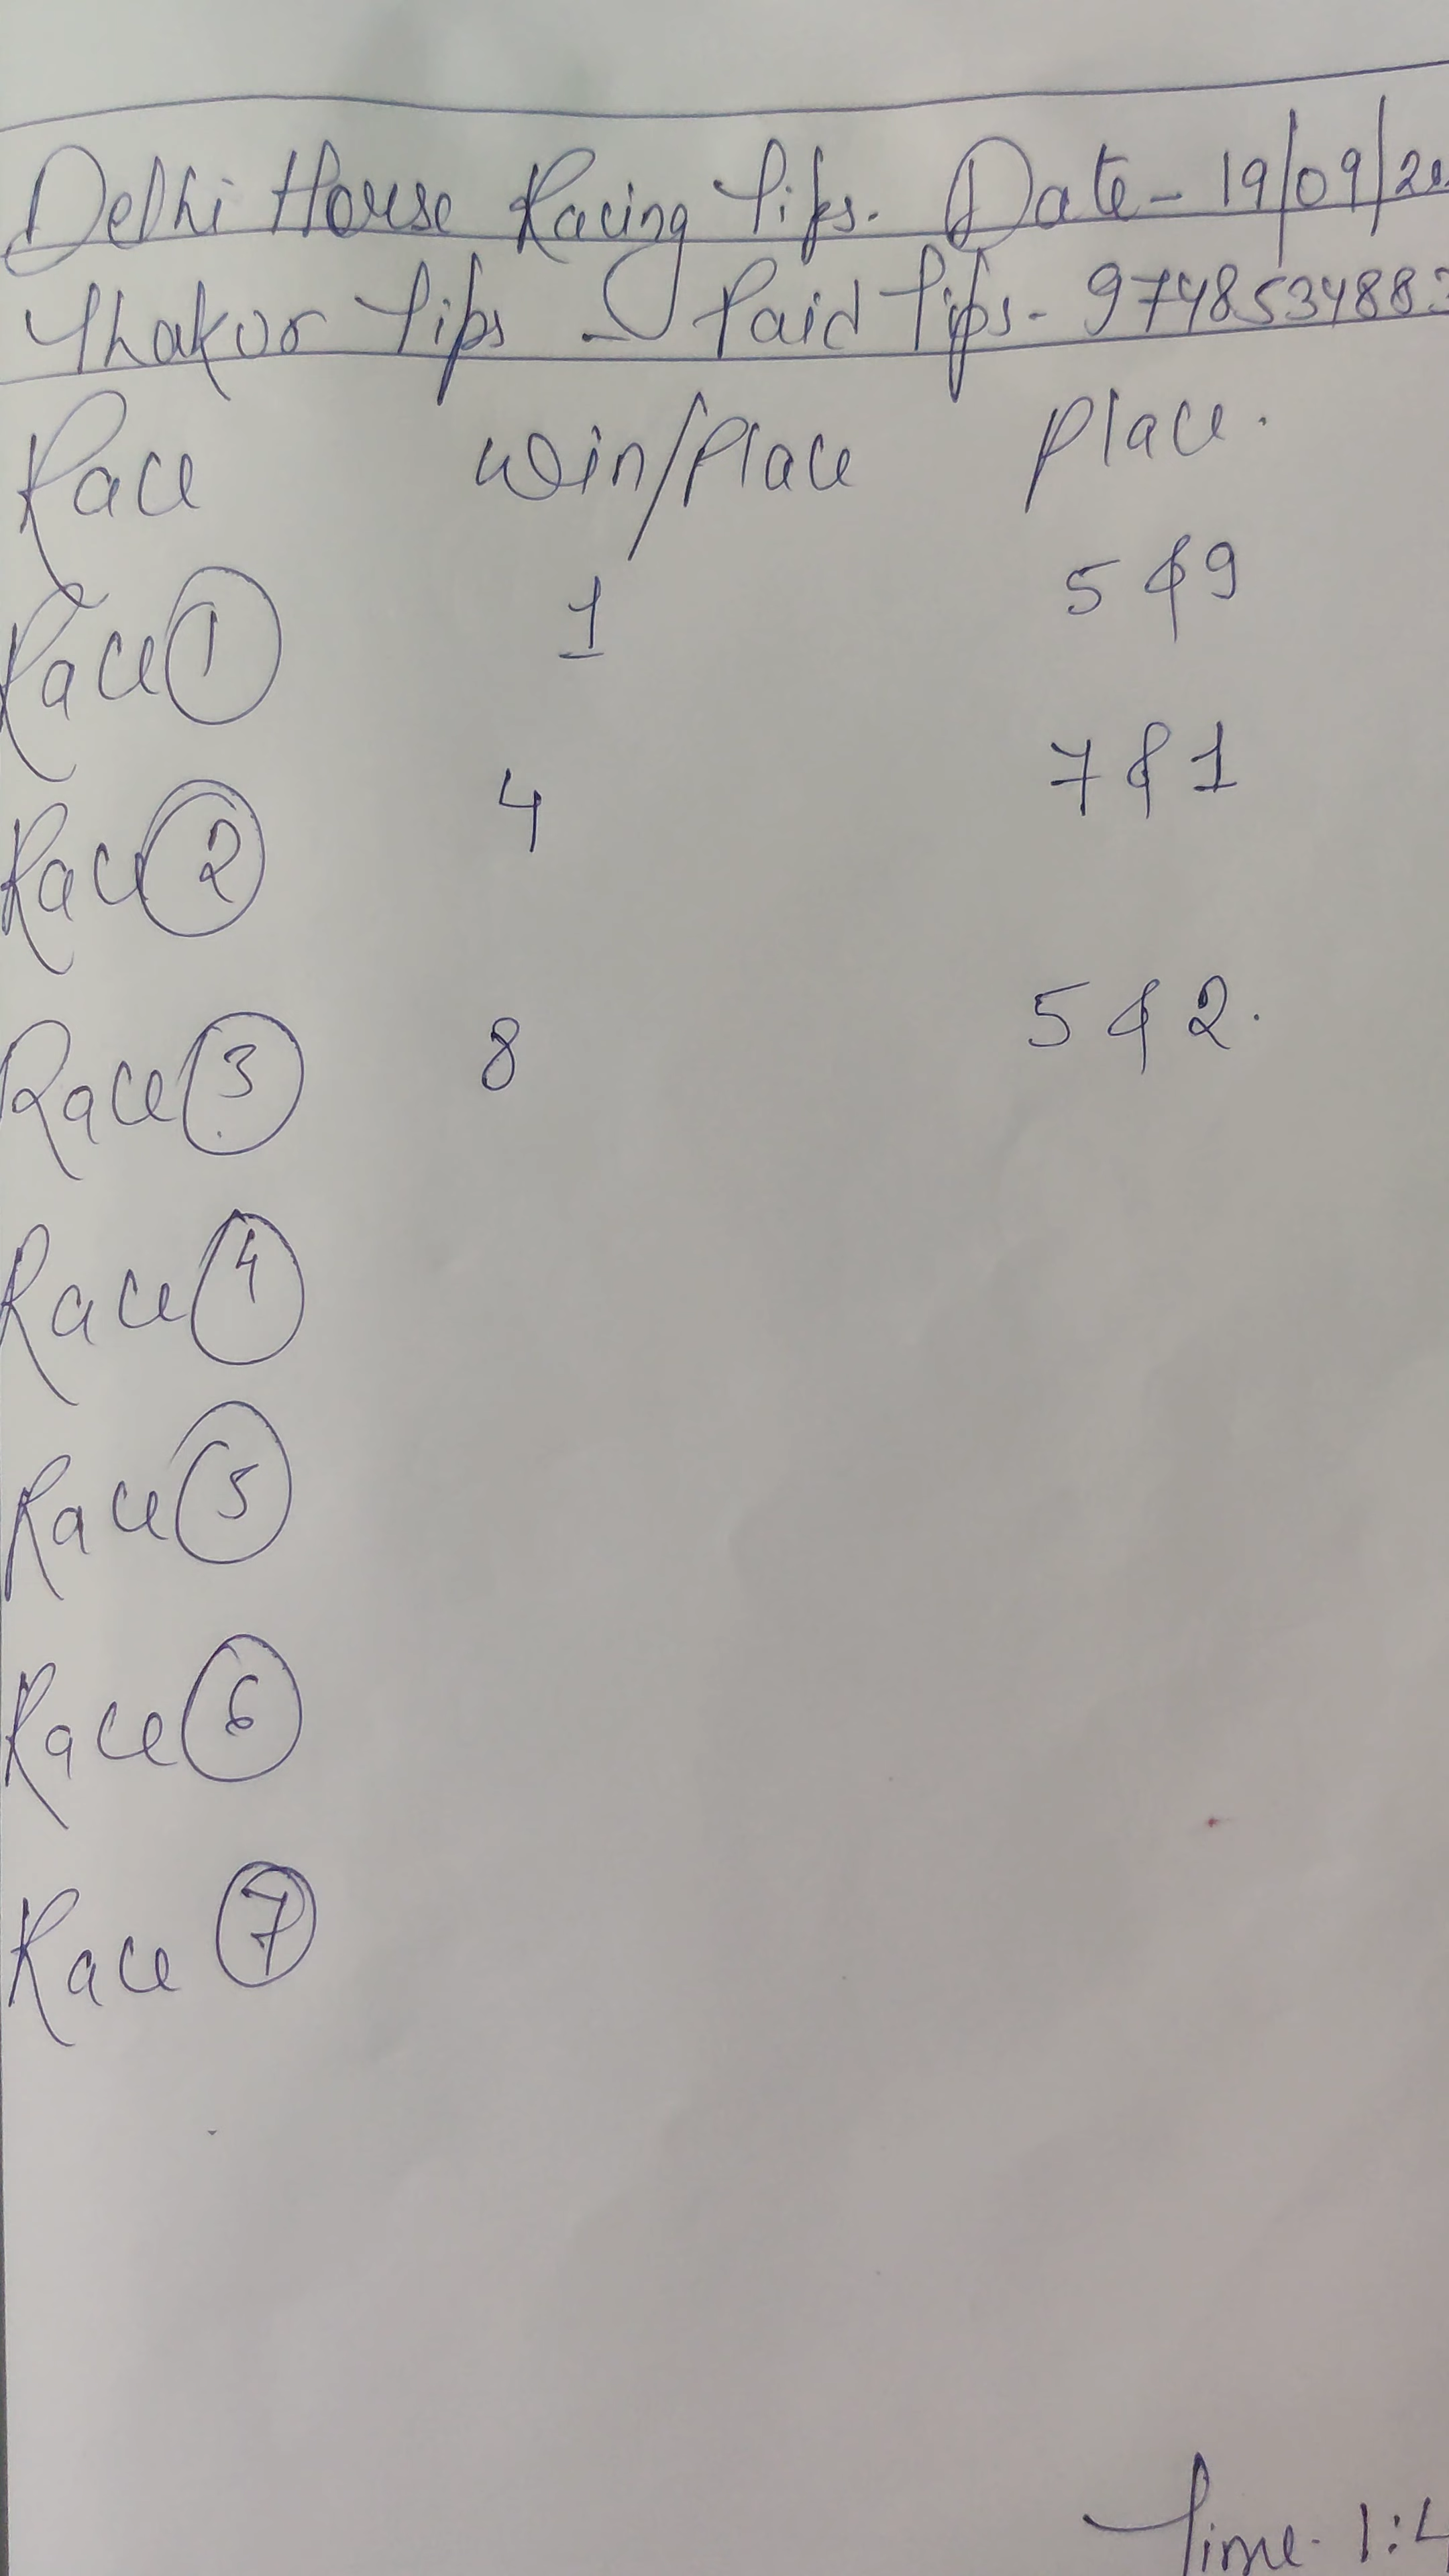 Delhi Horse Racing Tips. Date - 19/09/20
Thakur Tips - Paid Tips - 974853488
Race Win/Place Place.
Race 1 1 5 & 9
Race 2 4 7 & 1
Race 3 8 5 & 2.
Race 4
Race 5
Race 6
Race 7
Time - 1:4